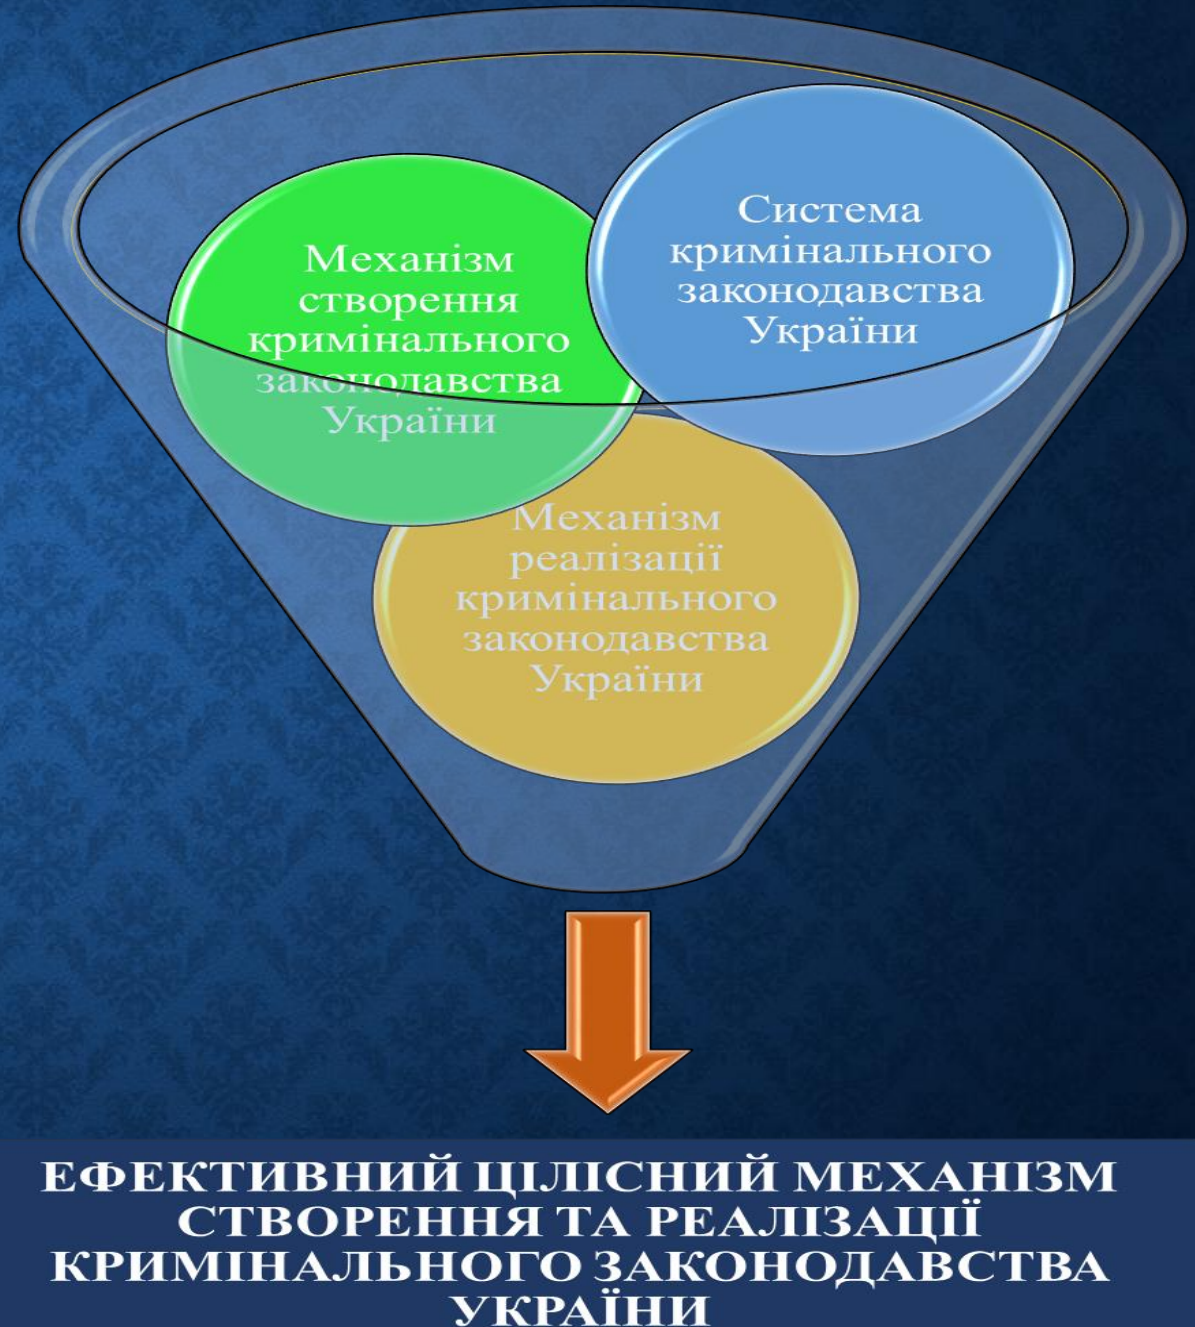 Механізм
створення
кримінального
законодавства
України
Система
кримінального
законодавства
України
Механізм
реалізації
кримінального
законодавства
України
ЕФЕКТИВНИЙ ЦІЛІСНИЙ МЕХАНІЗМ
СТВОРЕННЯ ТА РЕАЛІЗАЦІЇ
КРИМІНАЛЬНОГО ЗАКОНОДАВСТВА
УКРАЇНИ